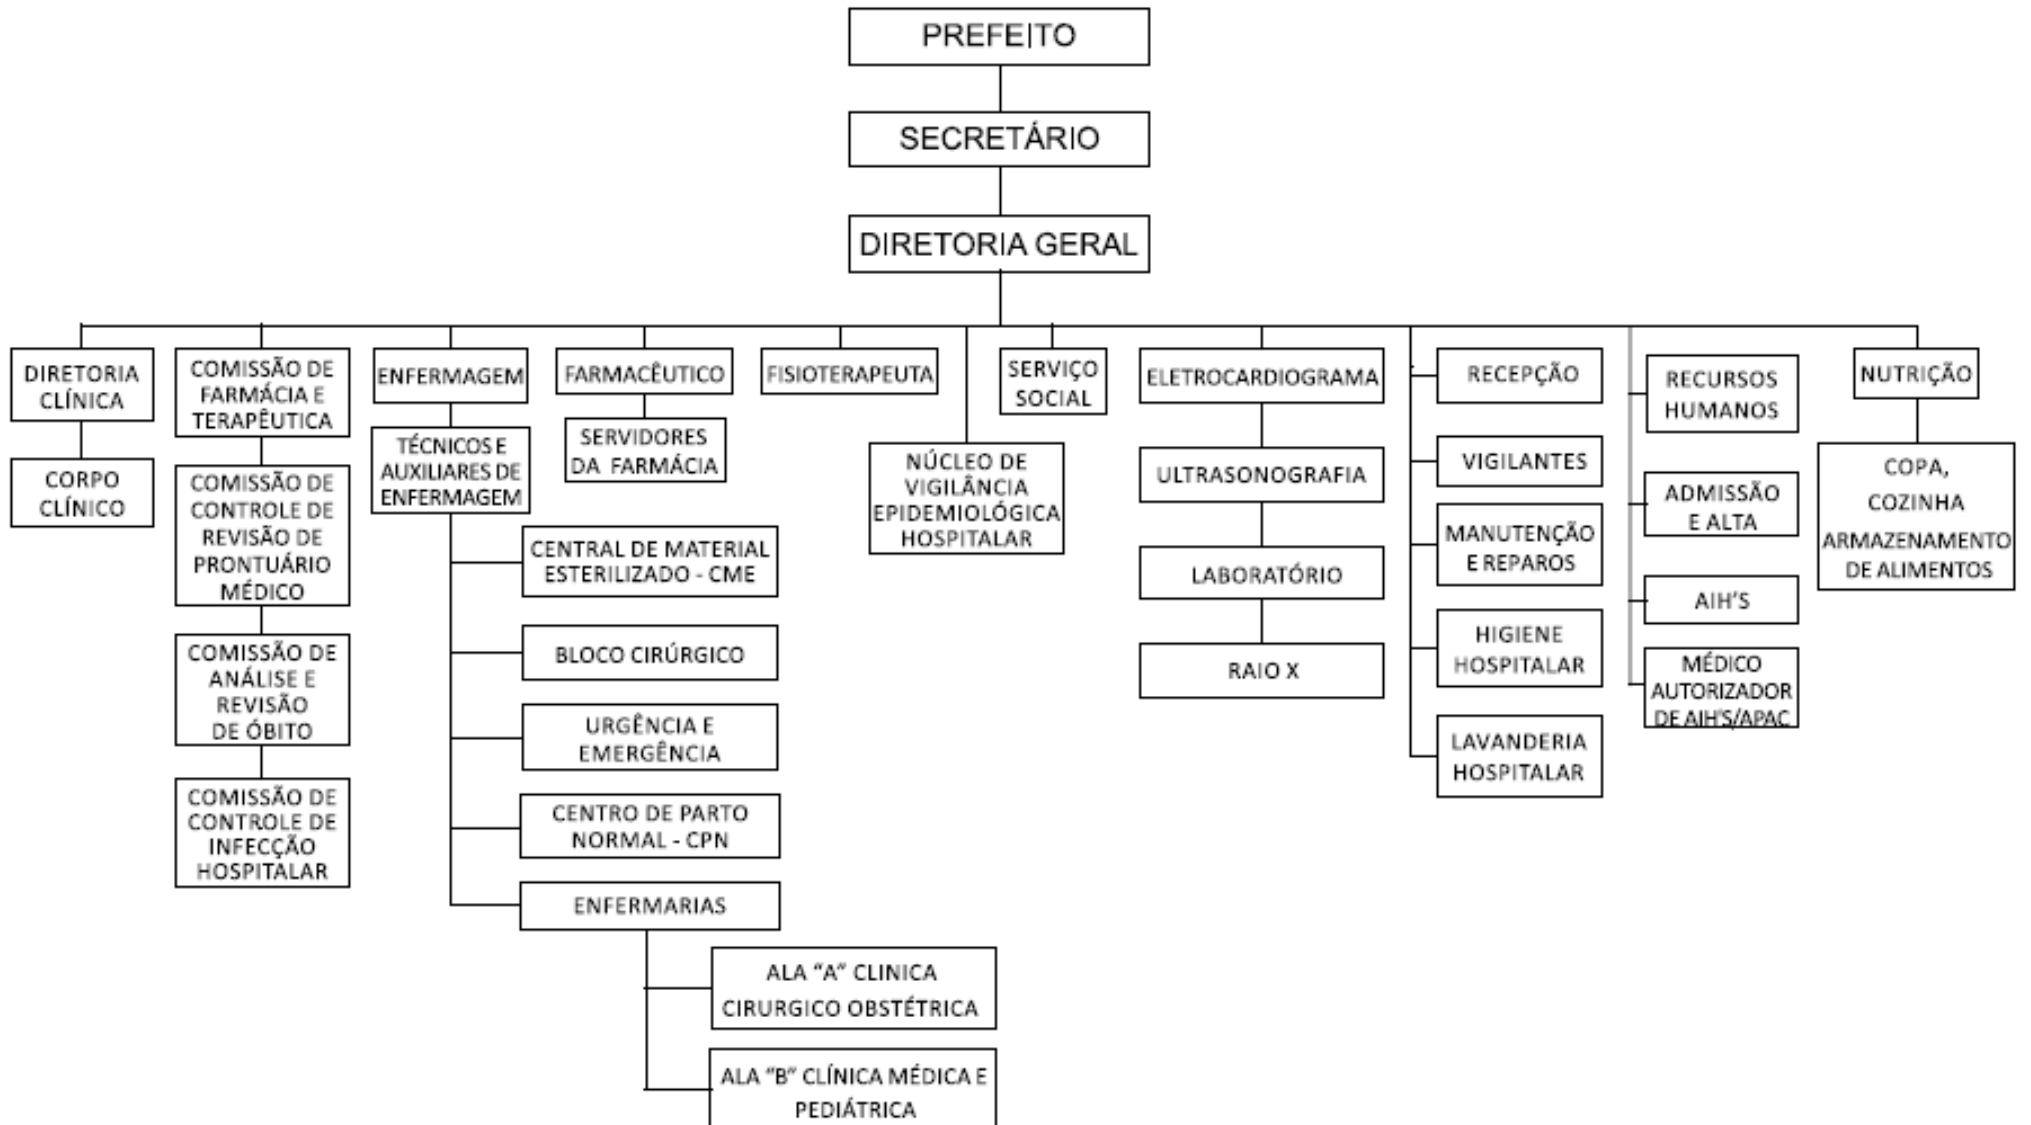 PREFEITO
SECRETÁRIO
DIRETORIA GERAL
DIRETORIA
CLÍNICA
CORPO
CLÍNICO
COMISSÃO DE
FARMÁCIA E
TERAPÊUTICA
COMISSÃO DE
CONTROLE DE
REVISÃO DE
PRONTUÁRIO
MÉDICO
COMISSÃO DE
ANÁLISE E
REVISÃO
DE ÓBITO
COMISSÃO DE
CONTROLE DE
INFECÇÃO
HOSPITALAR
ENFERMAGEM
TÉCNICOS E
AUXILIARES DE
ENFERMAGEM
CENTRAL DE MATERIAL
ESTERILIZADO - CME
BLOCO CIRÚRGICO
URGÊNCIA E
EMERGÊNCIA
CENTRO DE PARTO
NORMAL - CPN
ENFERMARIAS
ALA "A" CLINICA
CIRURGICO OBSTÉTRICA
ALA "B" CLÍNICA MÉDICA E
PEDIÁTRICA
FARMACÊUTICO
SERVIDORES
DA FARMÁCIA
FISIOTERAPEUTA
NÚCLEO DE
VIGILÂNCIA
EPIDEMIOLÓGICA
HOSPITALAR
SERVIÇO
SOCIAL
ELETROCARDIOGRAMA
ULTRASONOGRAFIA
LABORATÓRIO
RAIO X
RECEPÇÃO
VIGILANTES
MANUTENÇÃO
E REPAROS
HIGIENE
HOSPITALAR
LAVANDERIA
HOSPITALAR
RECURSOS
HUMANOS
ADMISSÃO
E ALTA
AIH'S
MÉDICO
AUTORIZADOR
DE AIH'S/APAC
NUTRIÇÃO
COPA,
COZINHA
ARMAZENAMENTO
DE ALIMENTOS